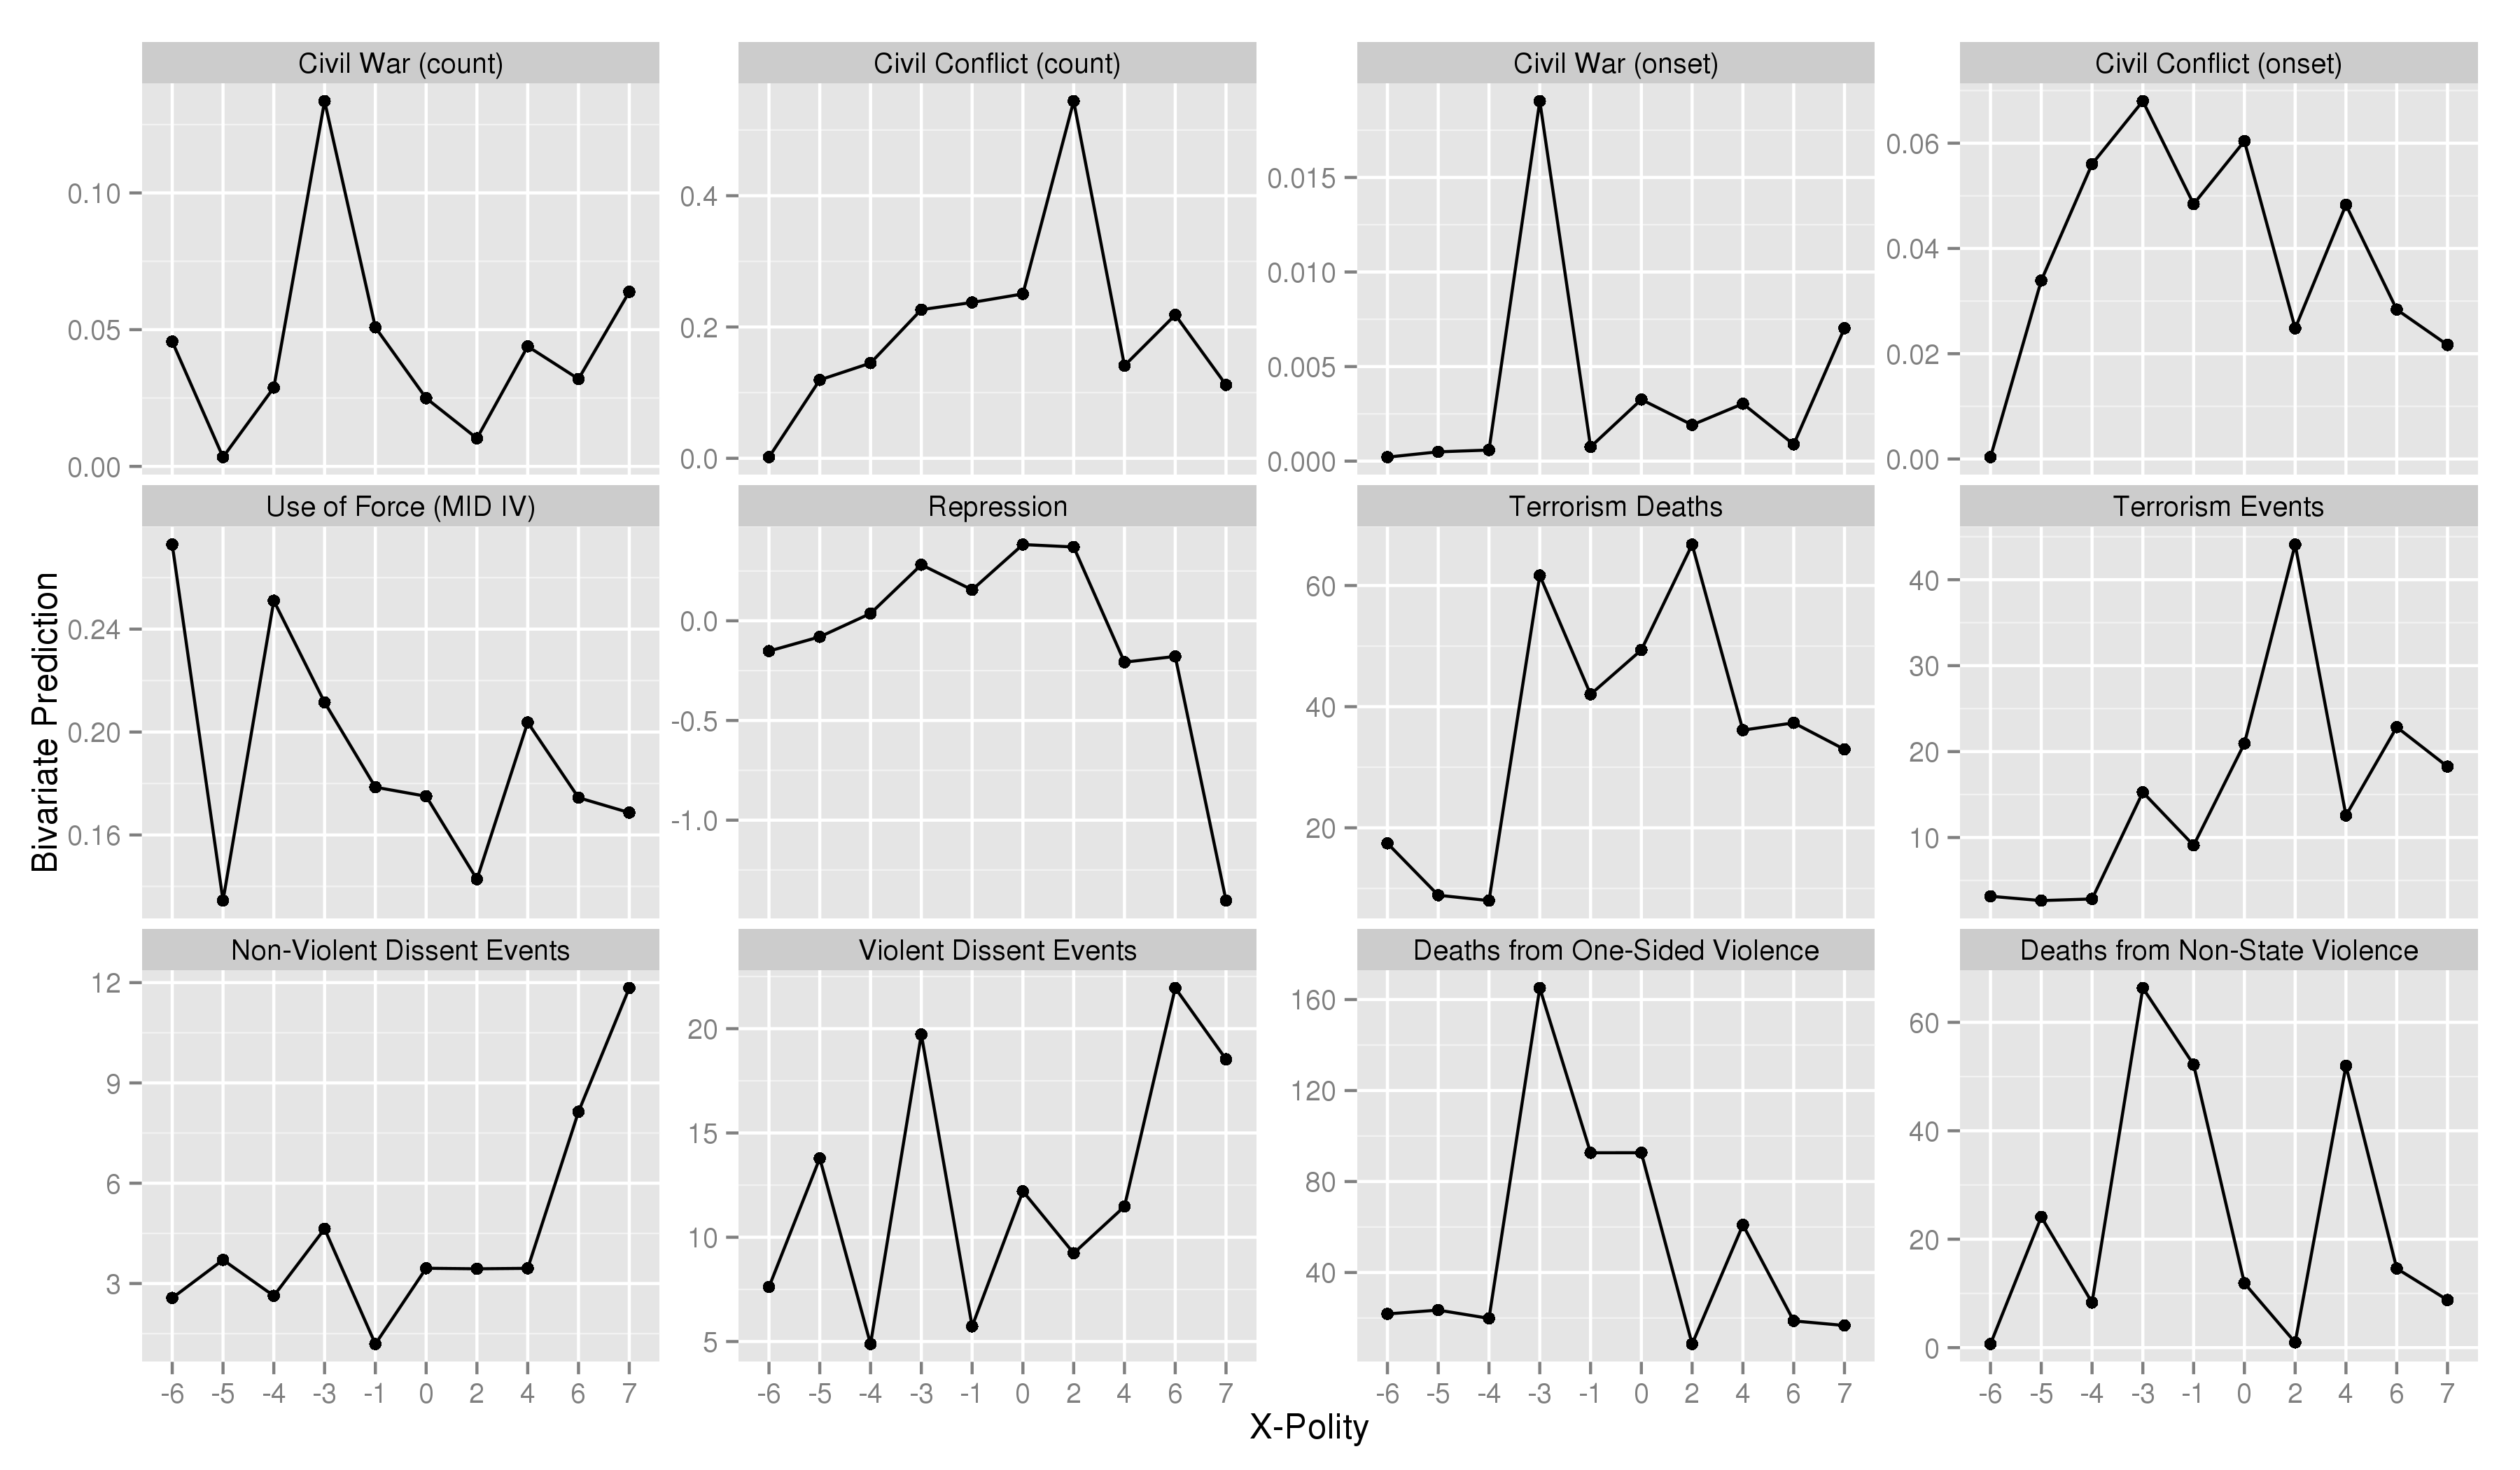 Civil War (count)
Civil Conflict (count)
Civil War (onset)
Civil Conflict (onset)
0.10
0.05
0.00
0.4
0.2
0.0
0.015
0.010
0.005
0.000
0.06
0.04
0.02
0.00
Use of Force (MID IV)
Repression
Terrorism Deaths
Terrorism Events
Bivariate Prediction
0.24
0.20
0.16
0.0
-0.5
-1.0
60
40
20
40
30
20
10
Non-Violent Dissent Events
Violent Dissent Events
Deaths from One-Sided Violence
Deaths from Non-State Violence
12
9
6
3
20
15
10
5
160
120
80
40
60
40
20
0
-6 -5 -4 -3 -1 0 2 4 6 7
-6 -5 -4 -3 -1 0 2 4 6 7
-6 -5 -4 -3 -1 0 2 4 6 7
-6 -5 -4 -3 -1 0 2 4 6 7
X-Polity